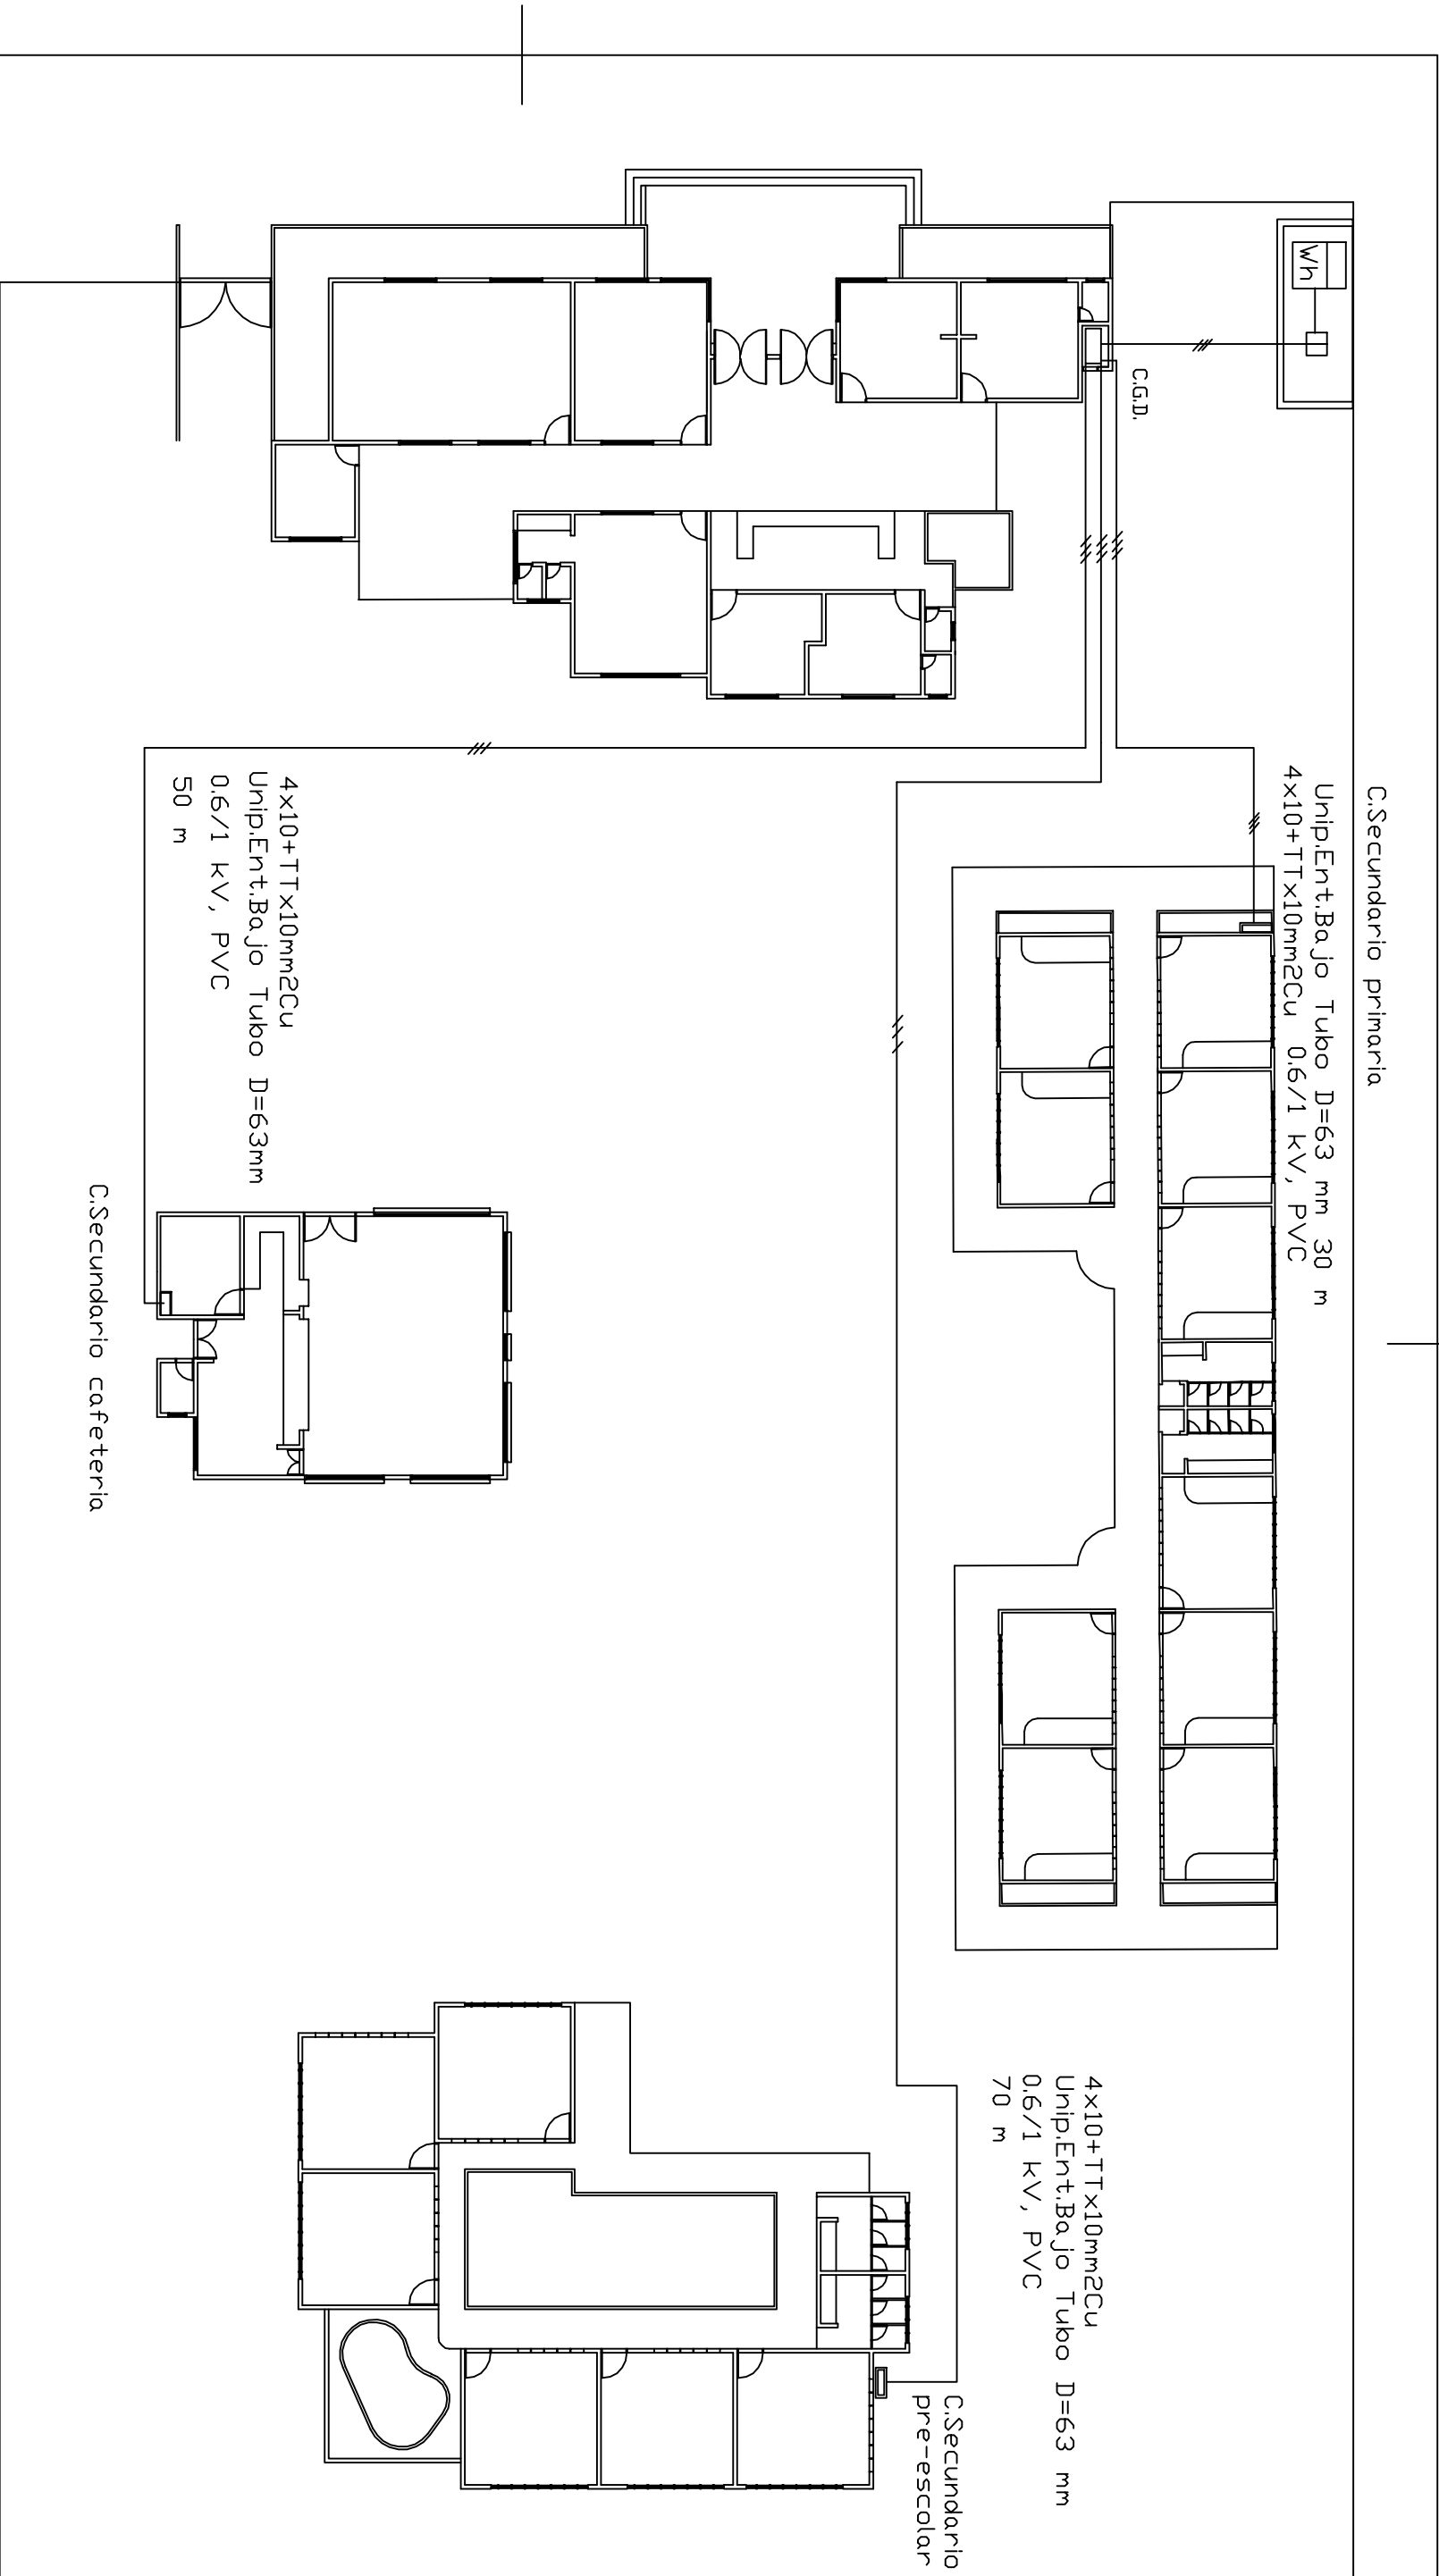 Wh
C.G.D.
C.Secundario primaria
Unip.Ent.Bajo Tubo D=63 mm 30 m
4x10+TTx10mm2Cu 0.6/1 kV, PVC
4x10+TTx10mm2Cu
Unip.Ent.Bajo Tubo D=63mm
0.6/1 kV, PVC
50 m
C.Secundario cafeteria
4x10+TTx10mm2Cu
Unip.Ent.Bajo Tubo D=63 mm
0.6/1 kV, PVC
70 m
C.Secundario
pre-escolar